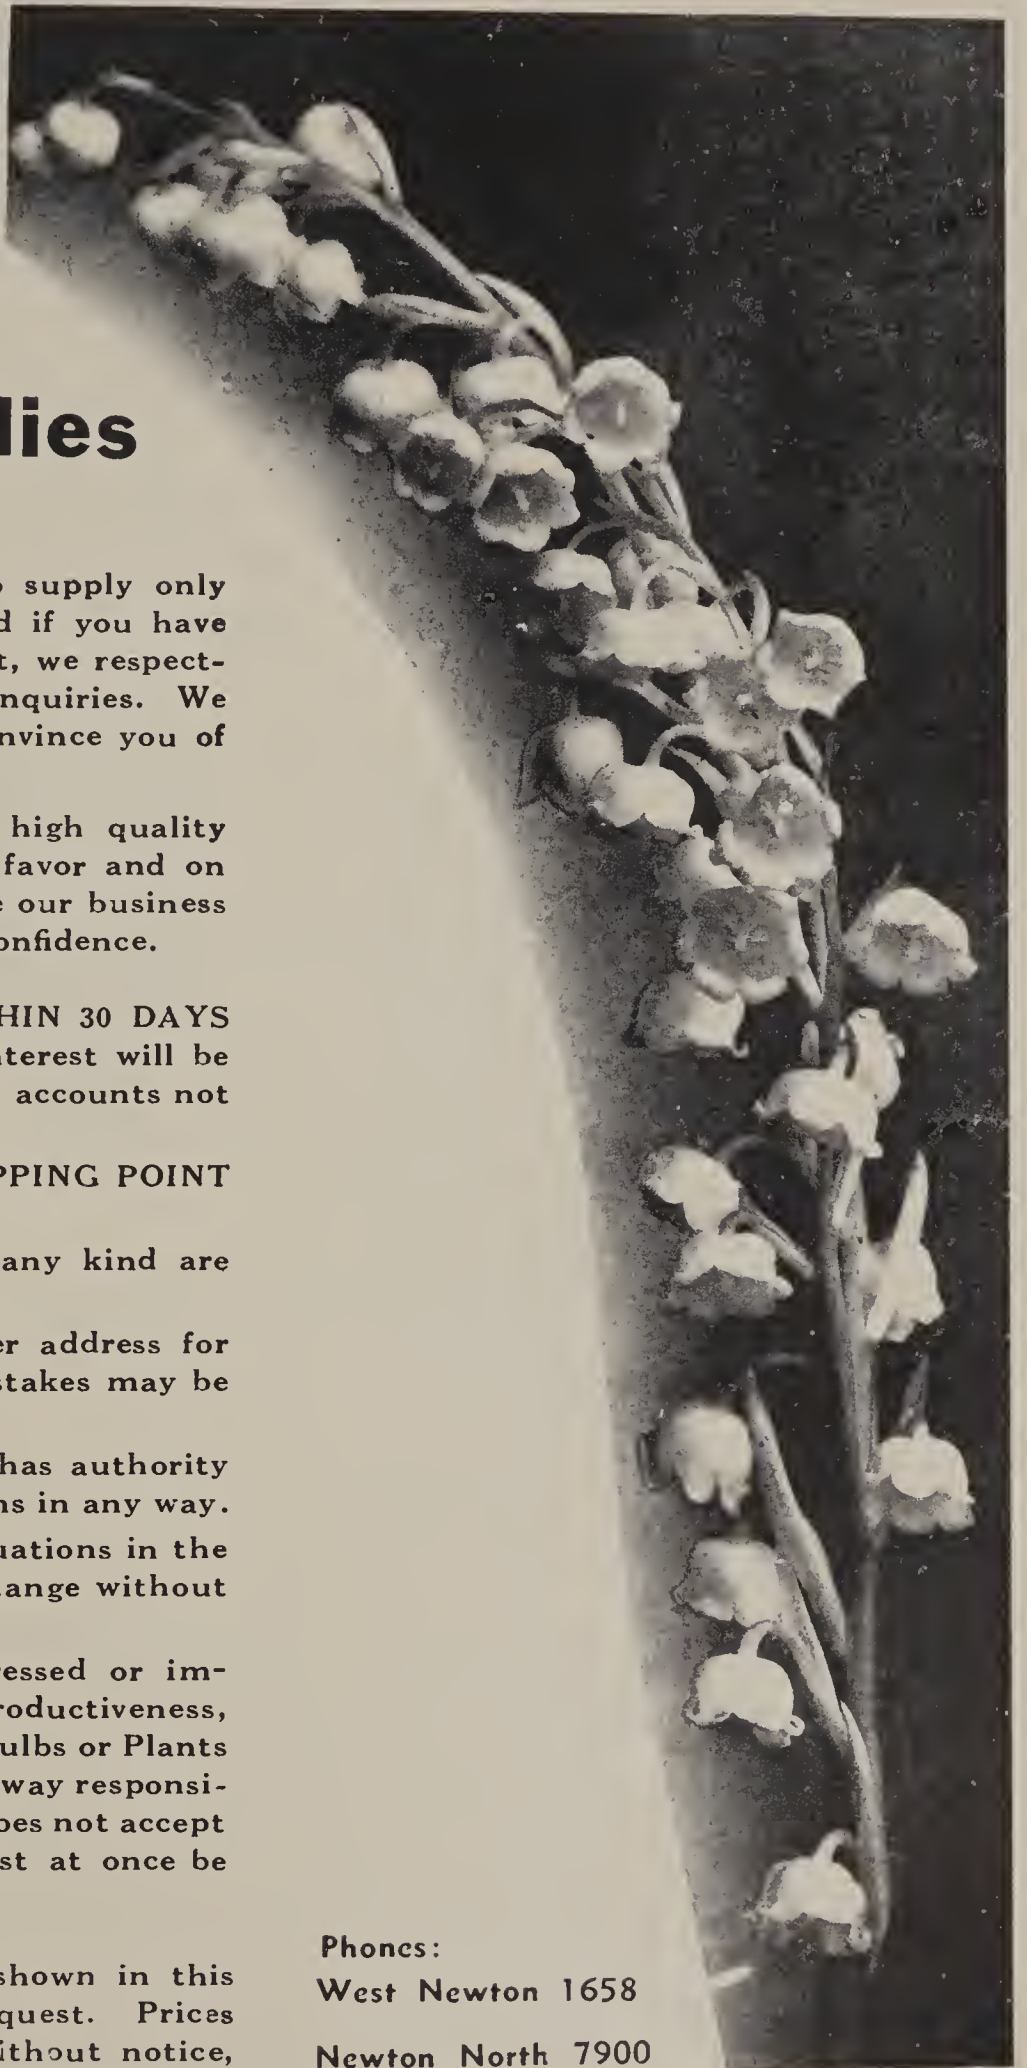 lies
supply only
d if you have
t, we respect-
nquiries. We
nvince you of
high quality
favor and on
e our business
onfidence.
HIN 30 DAYS
nterest will be
accounts not
PPING POINT
any kind are
er address for
stakes may be
has authority
ns in any way.
uations in the
ange without
ressed or im-
roductiveness,
ulbs or Plants
way responsi-
oes not accept
st at once be
shown in this
quest. Prices
ithout notice,
Phones:
West Newton 1658
Newton North 7900